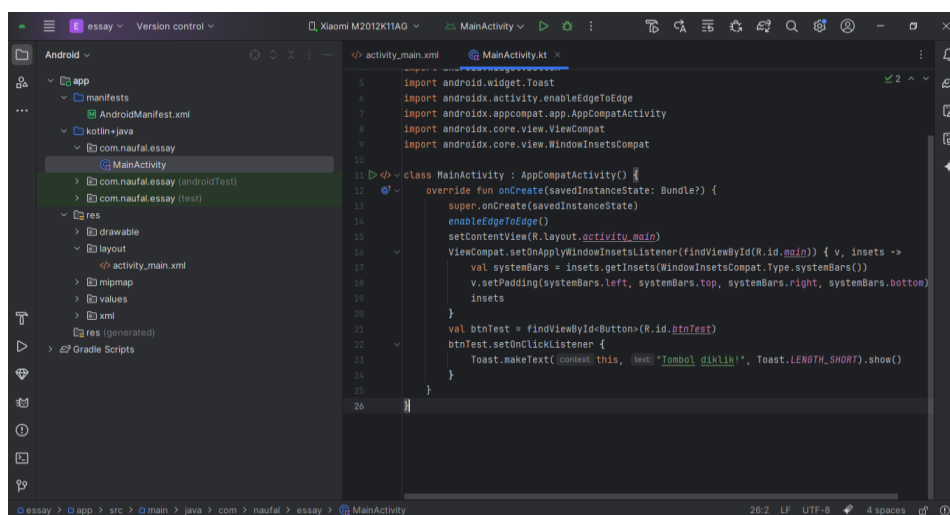 E essay Version control Xiaomi M2012K11AG MainActivity
Android
activity_main.xml MainActivity.kt
app
manifests
AndroidManifest.xml
kotlin+java
com.naufal.essay
MainActivity
com.naufal.essay (androidTest)
com.naufal.essay (test)
res
drawable
layout
activity_main.xml
mipmap
values
xml
res (generated)
Gradle Scripts
2
5 import android.widget.Toast
6 import androidx.activity.enableEdgeToEdge
7 import androidx.appcompat.app.AppCompatActivity
8 import androidx.core.view.ViewCompat
9 import androidx.core.view.WindowInsetsCompat
10
11 class MainActivity : AppCompatActivity() {
12 override fun onCreate(savedInstanceState: Bundle?) {
13 super.onCreate(savedInstanceState)
14 enableEdgeToEdge()
15 setContentView(R.layout.activity_main)
16 ViewCompat.setOnApplyWindowInsetsListener(findViewById(R.id.main)) { v, insets ->
17 val systemBars = insets.getInsets(WindowInsetsCompat.Type.systemBars())
18 v.setPadding(systemBars.left, systemBars.top, systemBars.right, systemBars.bottom)
19 insets
20 }
21 val btnTest = findViewById<Button>(R.id.btnTest)
22 btnTest.setOnClickListener {
23 Toast.makeText( context: this, text: "Tombol diklik!", Toast.LENGTH_SHORT).show()
24 }
25 }
26 }
essay > app > src > main > java > com > naufal > essay > MainActivity 26:2 LF UTF-8 4 spaces